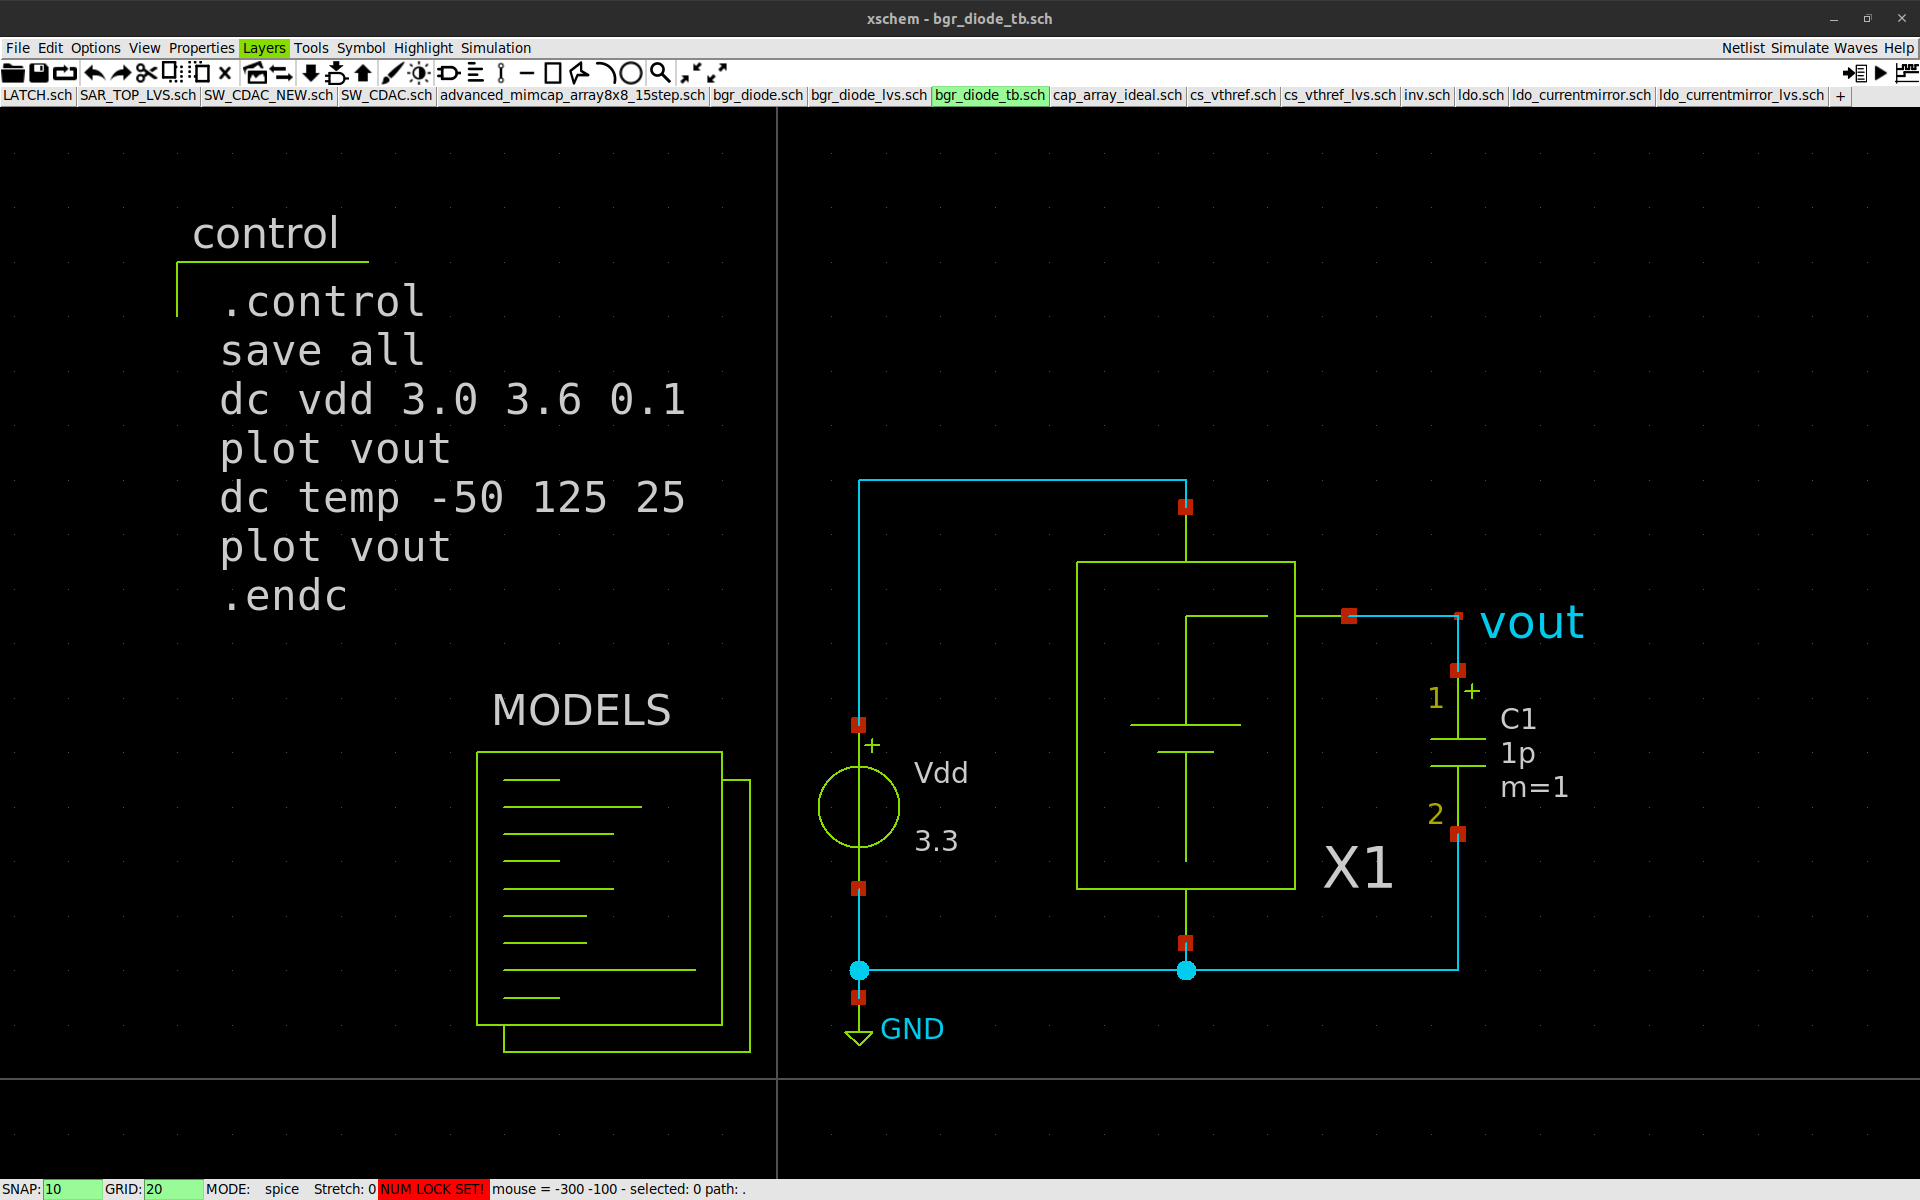 xschem - bgr_diode_tb.sch
File Edit Options View Properties Layers Tools Symbol Highlight Simulation Netlist Simulate Waves Help
LATCH.sch SAR_TOP_LVS.sch SW_CDAC_NEW.sch SW_CDAC.sch advanced_mimcap_array8x8_15step.sch bgr_diode.sch bgr_diode_lvs.sch bgr_diode_tb.sch cap_array_ideal.sch cs_vthref.sch cs_vthref_lvs.sch inv.sch ldo.sch ldo_currentmirror.sch ldo_currentmirror_lvs.sch +
control
.control
save all
dc vdd 3.0 3.6 0.1
plot vout
dc temp -50 125 25
plot vout
.endc
MODELS
vout
1
+
C1
1p
m=1
2
+
Vdd
3.3
X1
GND
SNAP: 10 GRID: 20 MODE: spice Stretch: 0 NUM LOCK SET! mouse = -300 -100 - selected: 0 path: .